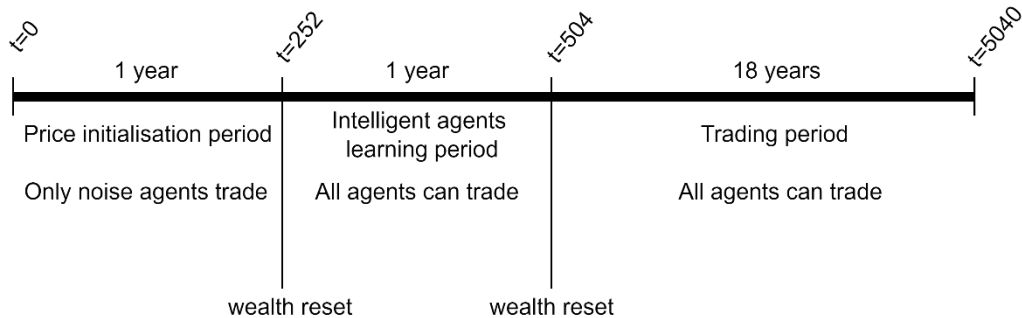 t=0
t=252
t=504
t=5040
1 year
1 year
18 years
Price initialisation period
Intelligent agents
learning period
Trading period
Only noise agents trade
All agents can trade
All agents can trade
wealth reset
wealth reset